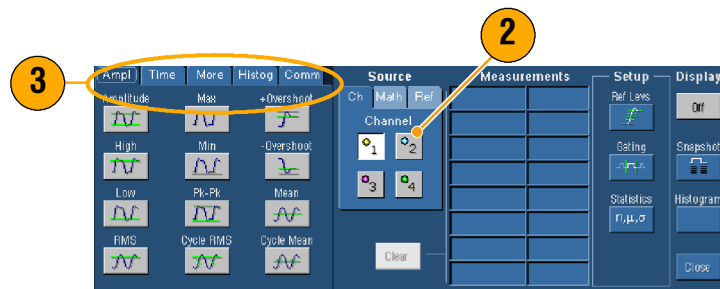 2
3
Ampl Time More Histog Comm
Amplitude Max +Overshoot
High Min -Overshoot
Low Pk-Pk Mean
RMS Cycle RMS Cycle Mean
Source
Ch Math Ref
Channel
1 2
3 4
Clear
Measurements
Setup
Ref Levs
Gating
Statistics
n,μ,σ
Display
Off
Snapshot
Histogram
Close